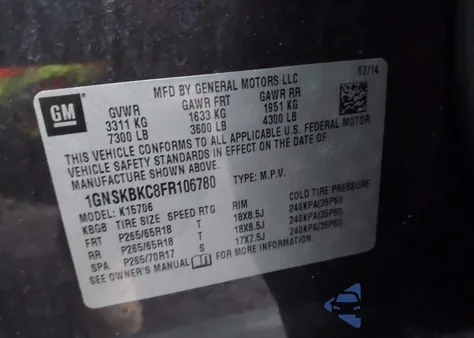 MFD BY GENERAL MOTORS LLC 02/14
GM
GVWR GAWR FRT GAWR RR
3311 KG 1633 KG 1951 KG
7300 LB 3600 LB 4300 LB
THIS VEHICLE CONFORMS TO ALL APPLICABLE U.S. FEDERAL MOTOR
VEHICLE SAFETY STANDARDS IN EFFECT ON THE DATE OF
MANUFACTURE SHOWN ABOVE.
1GNSKBKC8FR106780 TYPE: M.P.V.
MODEL: K15706
KBGB TIRE SIZE SPEED RTG RIM COLD TIRE PRESSURE
FRT P265/65R18 T 18X8.5J 240KPA(35PSI)
RR P265/65R18 T 18X8.5J 240KPA(35PSI)
SPA P265/70R17 S 17X7.5J 240KPA(35PSI)
SEE OWNER'S MANUAL FOR MORE INFORMATION.